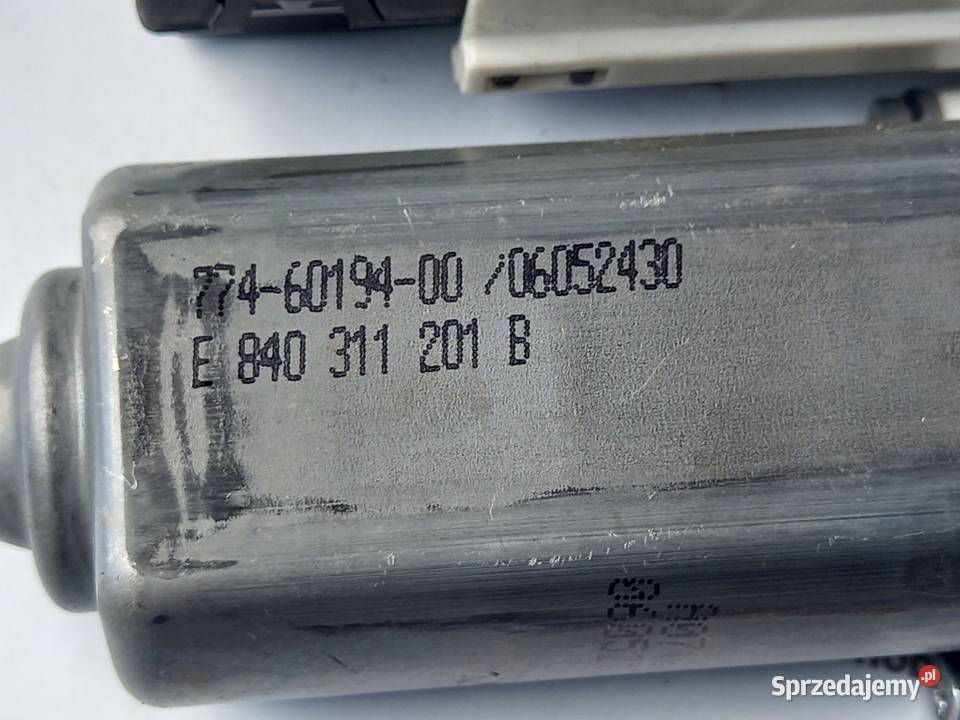 774-60194-00 /06052430
E 840 311 201 B
Sprzedajemy.pl